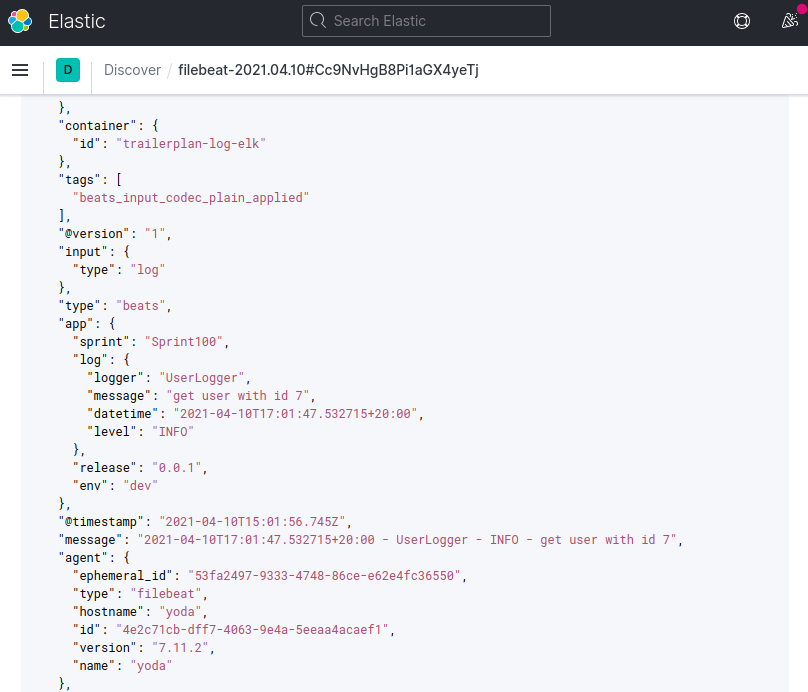 Elastic
Search Elastic
D
Discover / filebeat-2021.04.10#Cc9NvHgB8Pi1aGX4yeTj
},
"container": {
"id": "trailerplan-log-elk"
},
"tags": [
"beats_input_codec_plain_applied"
],
"@version": "1",
"input": {
"type": "log"
},
"type": "beats",
"app": {
"sprint": "Sprint100",
"log": {
"logger": "UserLogger",
"message": "get user with id 7",
"datetime": "2021-04-10T17:01:47.532715+20:00",
"level": "INFO"
},
"release": "0.0.1",
"env": "dev"
},
"@timestamp": "2021-04-10T15:01:56.745Z",
"message": "2021-04-10T17:01:47.532715+20:00 - UserLogger - INFO - get user with id 7",
"agent": {
"ephemeral_id": "53fa2497-9333-4748-86ce-e62e4fc36550",
"type": "filebeat",
"hostname": "yoda",
"id": "4e2c71cb-dff7-4063-9e4a-5eeaa4acaef1",
"version": "7.11.2",
"name": "yoda"
},